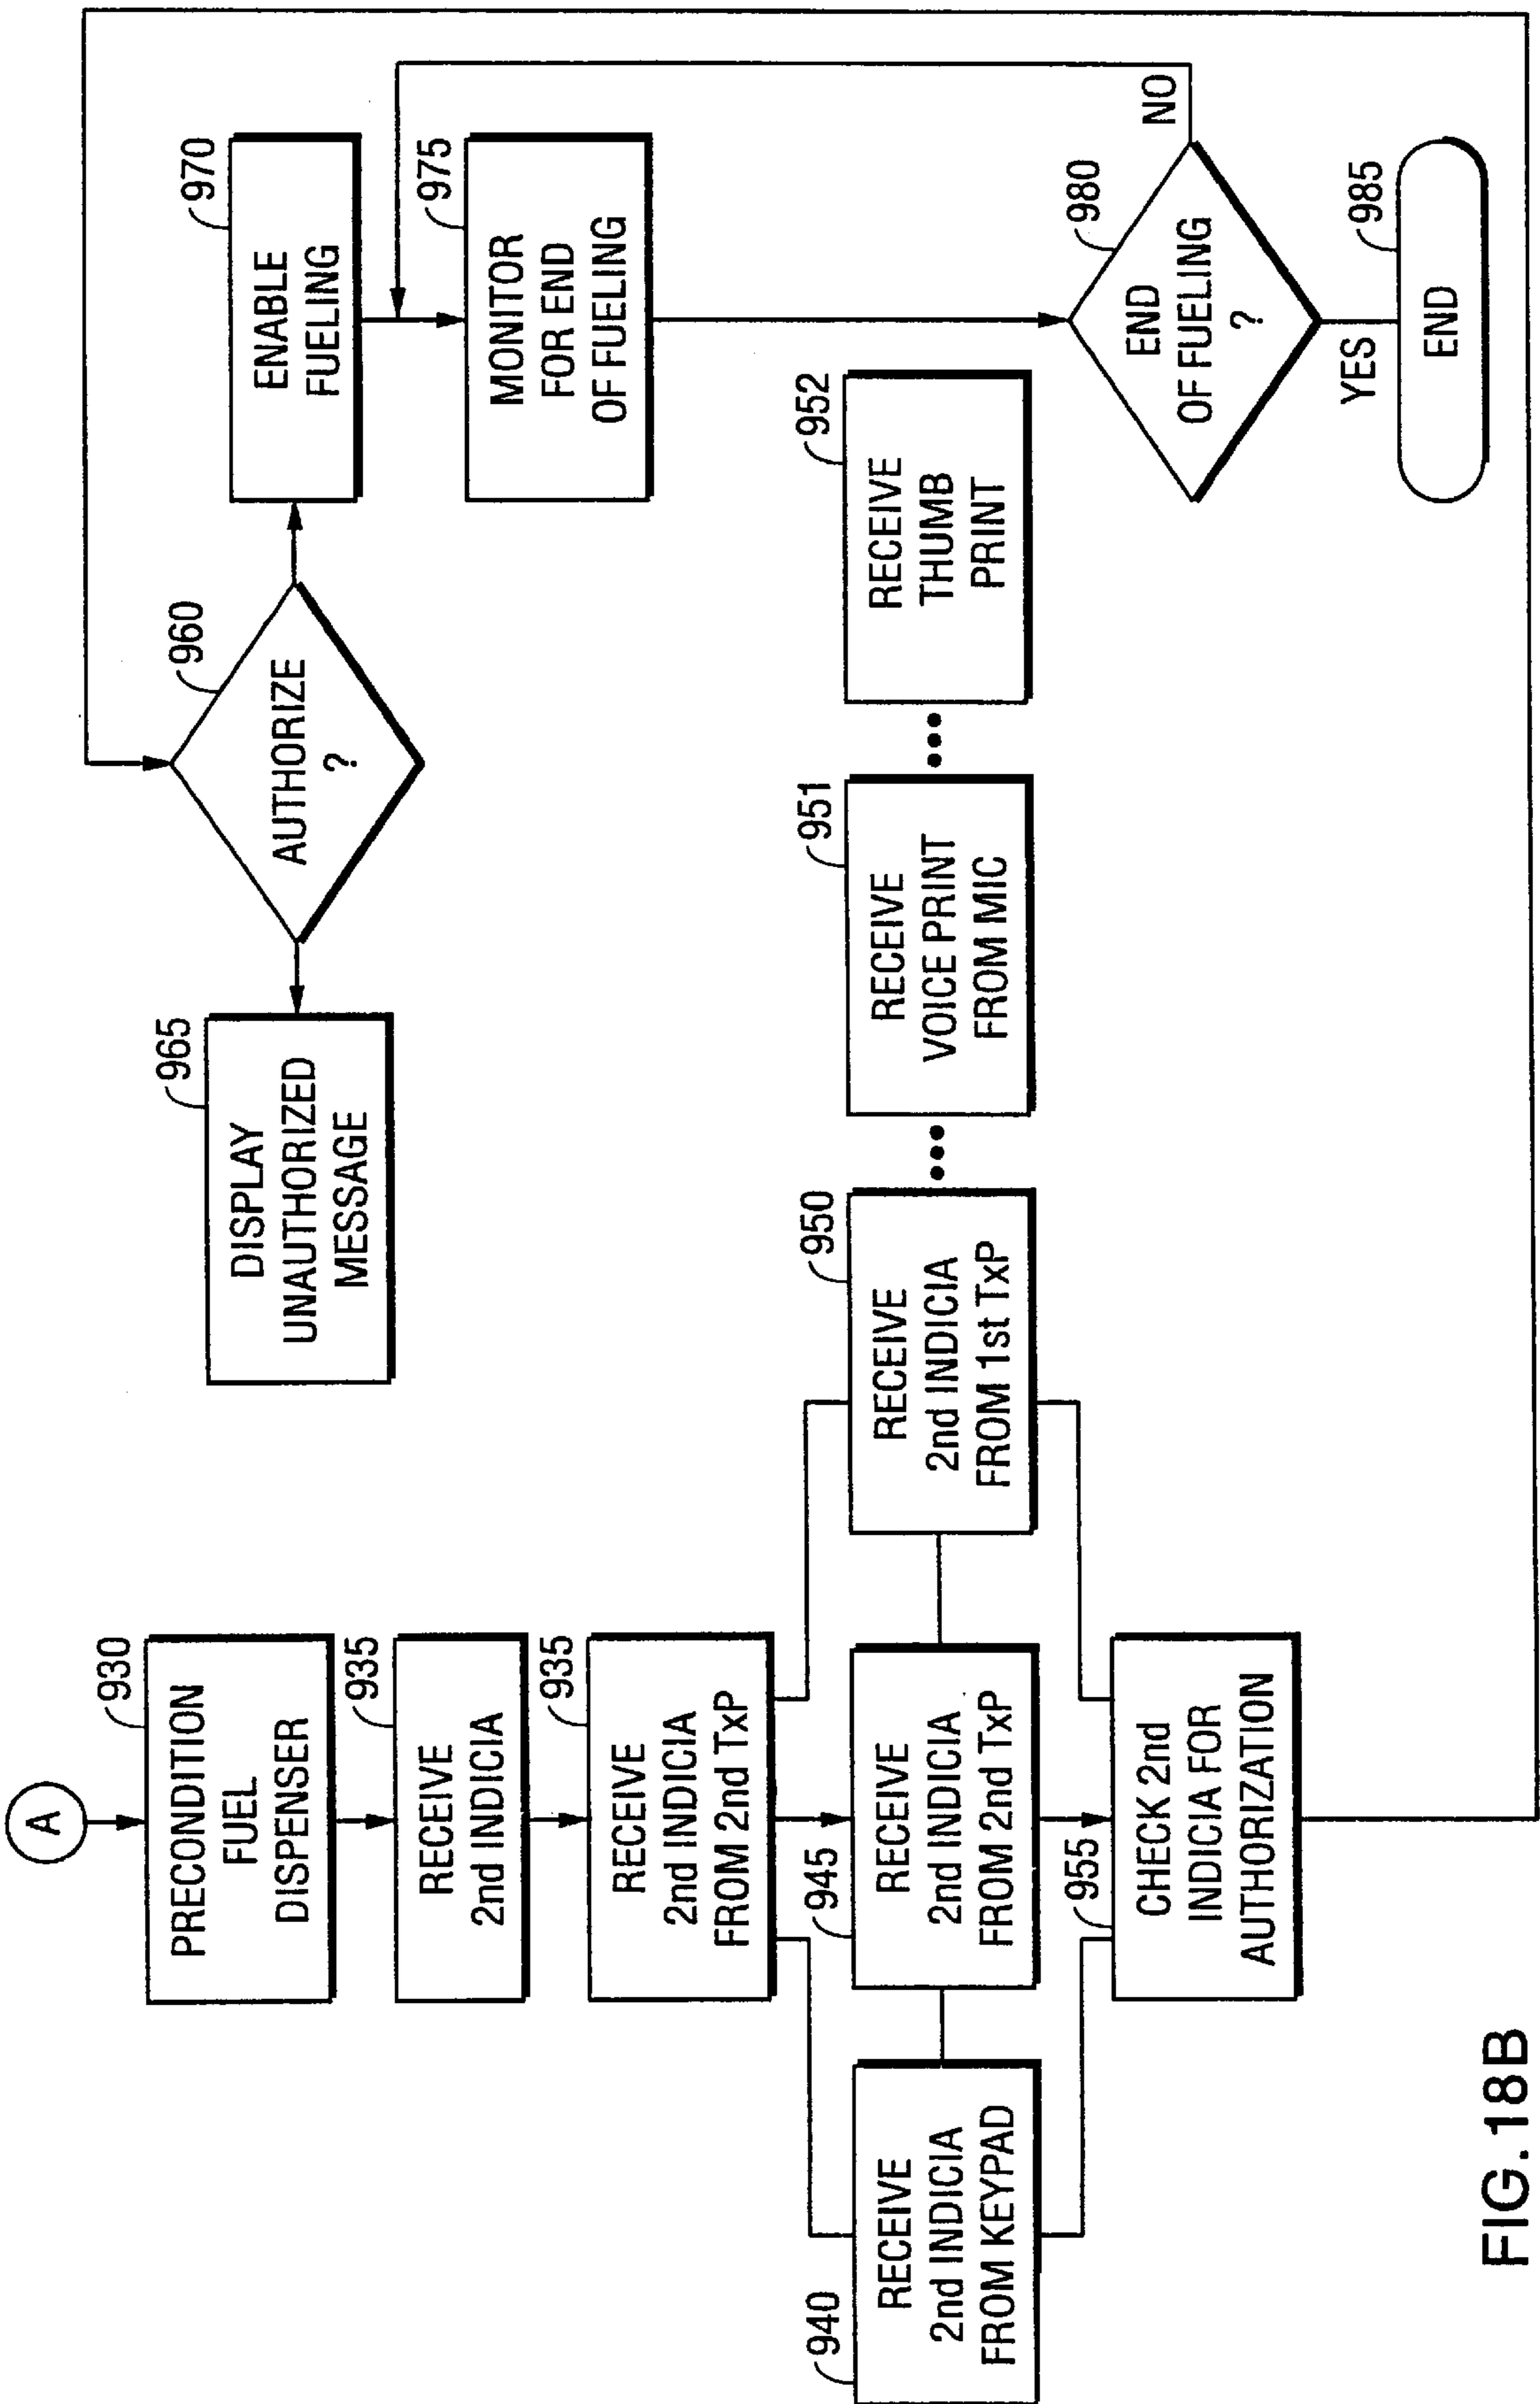 A
930
PRECONDITION
FUEL
DISPENSER
935
RECEIVE
2nd INDICIA
935
RECEIVE
2nd INDICIA
FROM 2nd TxP
940
RECEIVE
2nd INDICIA
FROM KEYPAD
945
RECEIVE
2nd INDICIA
FROM 2nd TxP
950
RECEIVE
2nd INDICIA
FROM 1st TxP
951
RECEIVE
VOICE PRINT
FROM MIC
952
RECEIVE
THUMB
PRINT
955
CHECK 2nd
INDICIA FOR
AUTHORIZATION
960
AUTHORIZE
?
965
DISPLAY
UNAUTHORIZED
MESSAGE
970
ENABLE
FUELING
975
MONITOR
FOR END
OF FUELING
980
END
OF FUELING
?
NO
YES
985
END
FIG. 18B